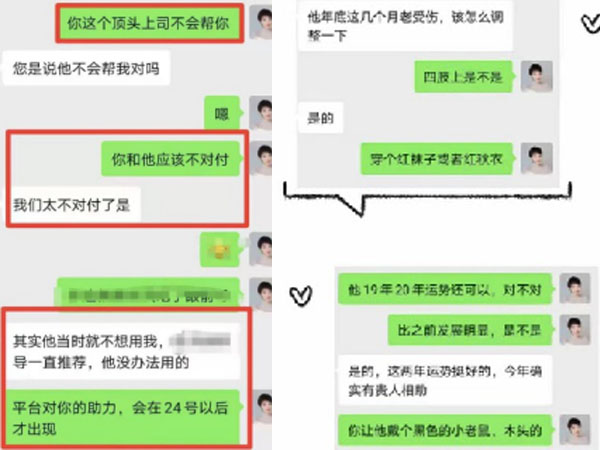 你这个顶头上司不会帮你
您是说他不会帮我对吗
嗯
你和他应该不对付
我们太不对付了是
其实他当时就不想用我，
导一直推荐，他没办法用的
平台对你的助力，会在24号以后
才出现
他年底这几个月老受伤，该怎么调
整一下
四肢上是不是
是的
穿个红袜子或者红秋衣
他19年20年运势还可以，对不对
比之前发展明显，是不是
是的，这两年运势挺好的，今年确
实有贵人相助
你让他戴个黑色的小老鼠，木头的